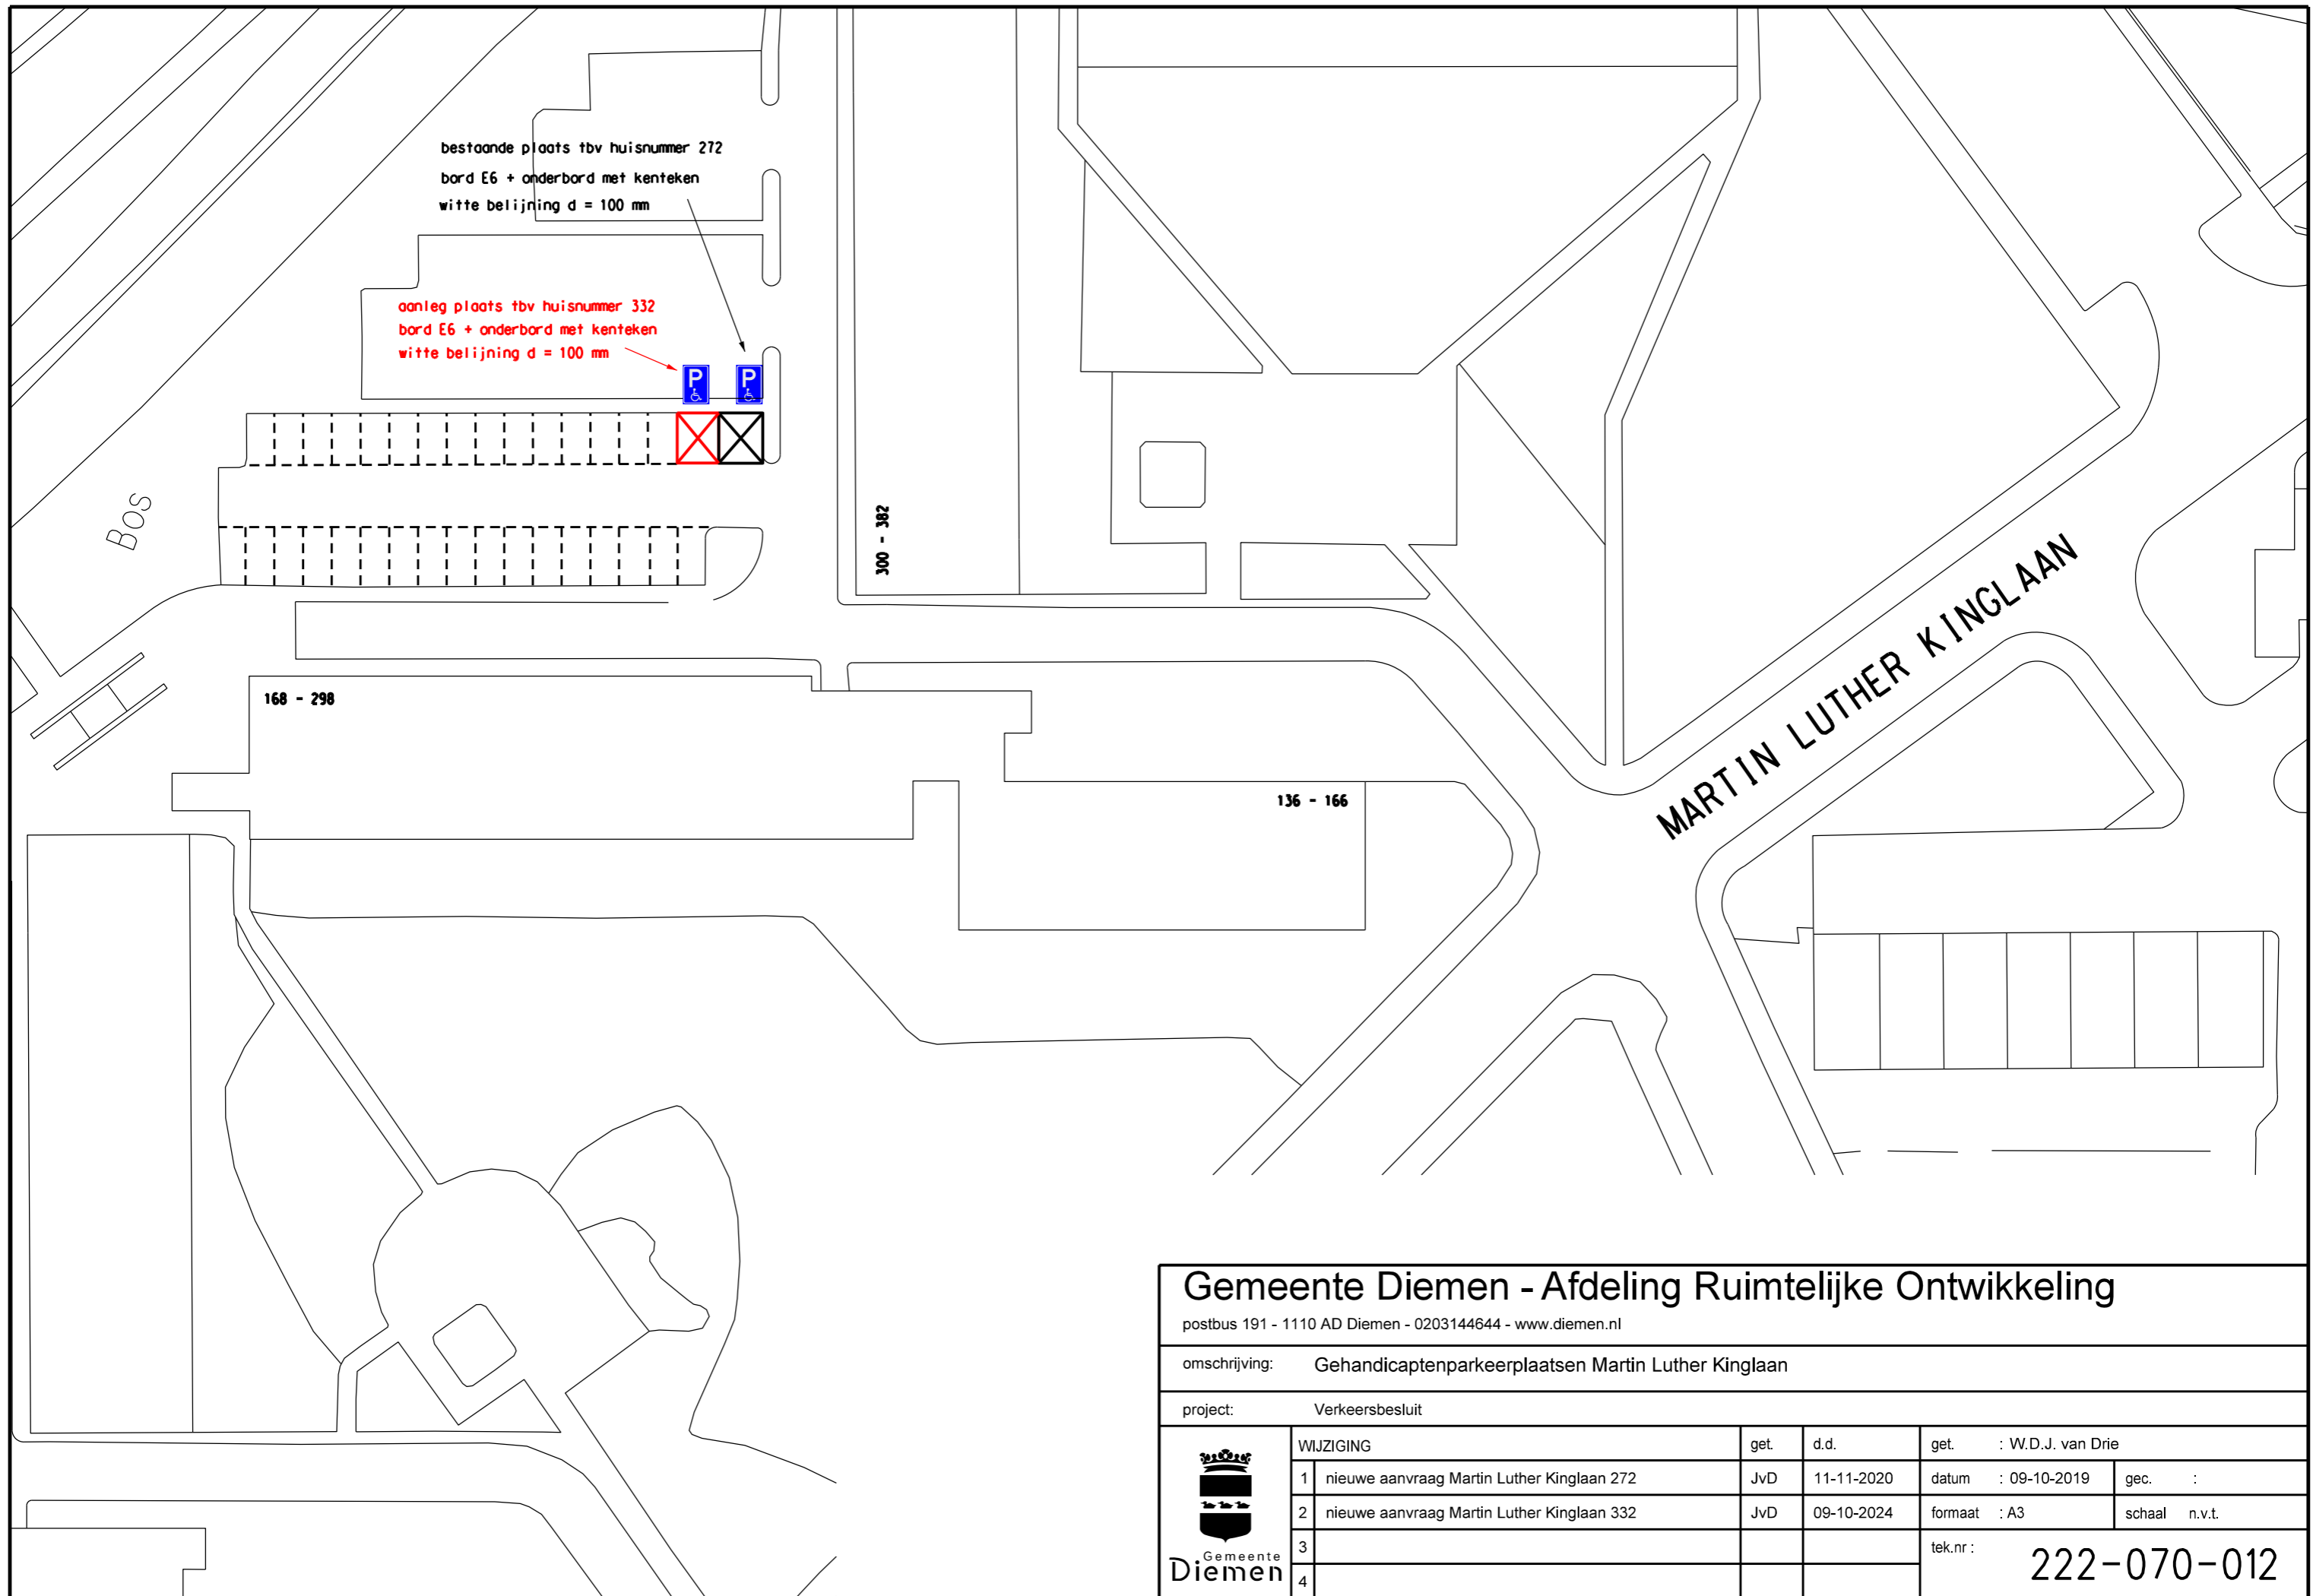 bestaande plaats tbv huisnummer 272
bord E6 + onderbord met kenteken
witte belijning d = 100 mm
aanleg plaats tbv huisnummer 332
bord E6 + onderbord met kenteken
witte belijning d = 100 mm
P P
Bos
300 - 382
MARTIN LUTHER KINGLAAN
168 - 298
136 - 166
Gemeente Diemen - Afdeling Ruimtelijke Ontwikkeling
postbus 191 - 1110 AD Diemen - 0203144644 - www.diemen.nl
omschrijving: Gehandicaptenparkeerplaatsen Martin Luther Kinglaan
project: Verkeersbesluit
WIJZIGING get. d.d. get. : W.D.J. van Drie
1 nieuwe aanvraag Martin Luther Kinglaan 272 JvD 11-11-2020 datum : 09-10-2019 gec. :
2 nieuwe aanvraag Martin Luther Kinglaan 332 JvD 09-10-2024 formaat : A3 schaal n.v.t.
3 tek.nr : 222-070-012
4
Gemeente
Diemen